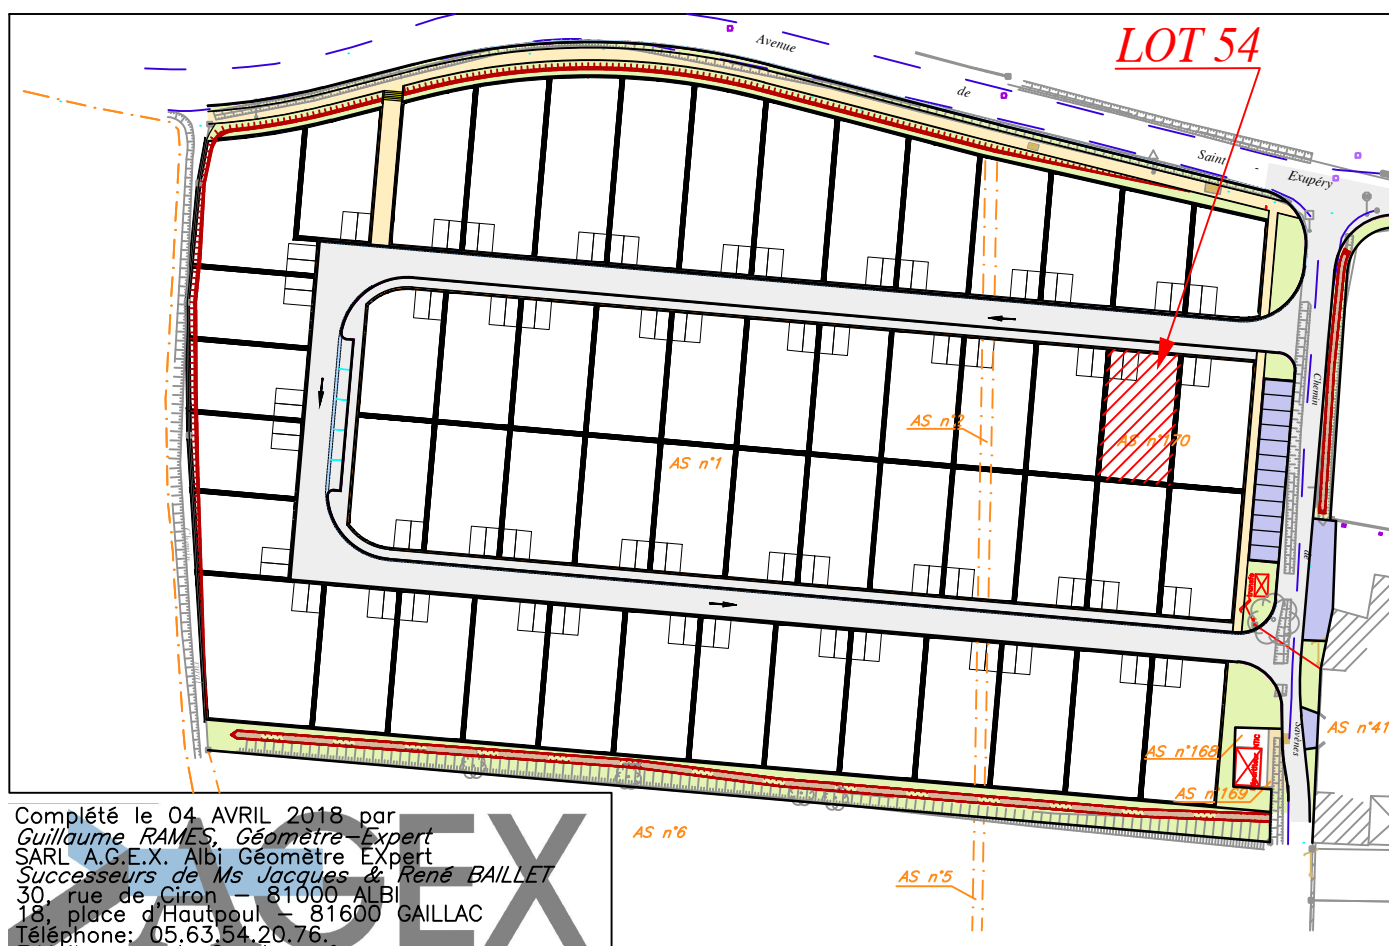 LOT 54
Avenue
de
Saint
-
Exupéry
Chemin
de
Savènes
AS n°2
AS n°170
AS n°1
AS n°41
AS n°168
AS n°169
AS n°6
AS n°5
Complété le 04 AVRIL 2018 par
Guillaume RAMES, Géomètre-Expert
SARL A.G.E.X. Albi Géomètre EXpert
Successeurs de Ms Jacques & René BAILLET
30, rue de Ciron - 81000 ALBI
18, place d'Hautpoul - 81600 GAILLAC
Téléphone: 05.63.54.20.76.
AGEX